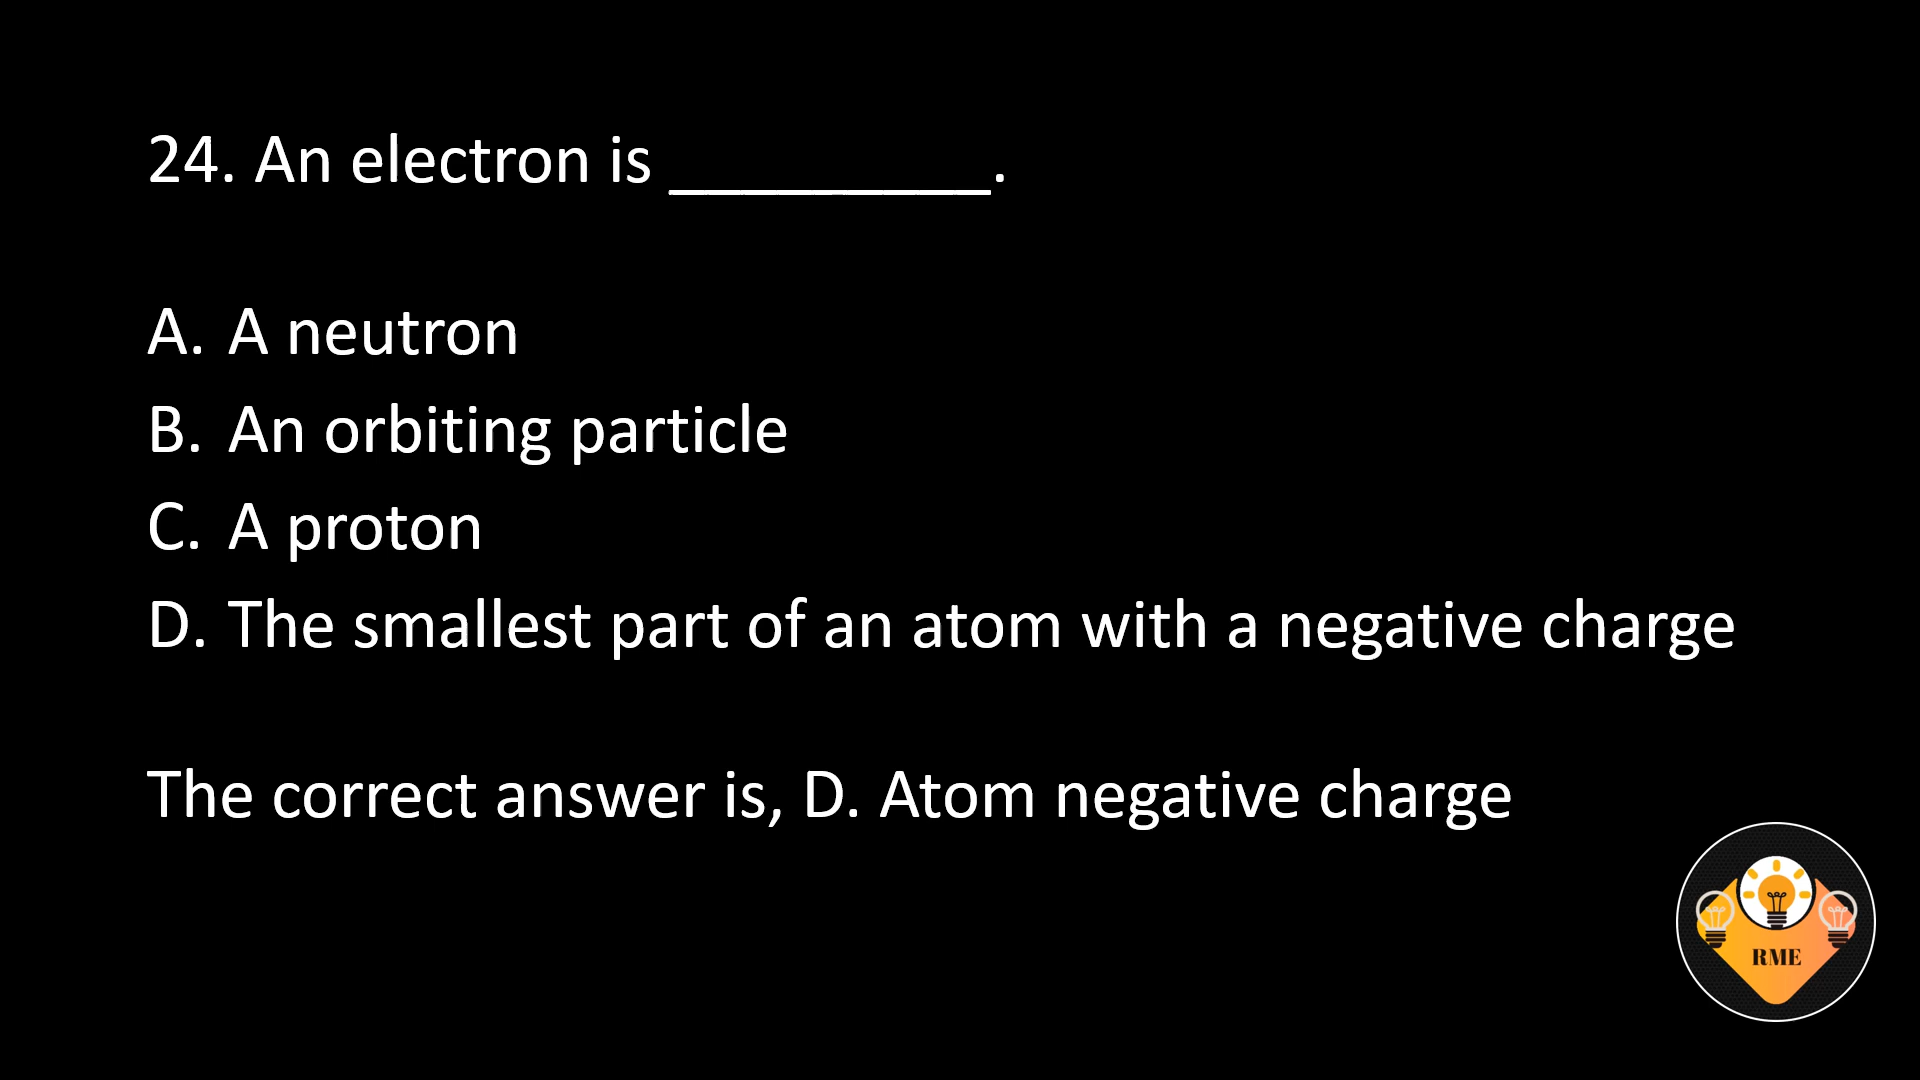 24. An electron is _________.
A. A neutron
B. An orbiting particle
C. A proton
D. The smallest part of an atom with a negative charge
The correct answer is, D. Atom negative charge
RME